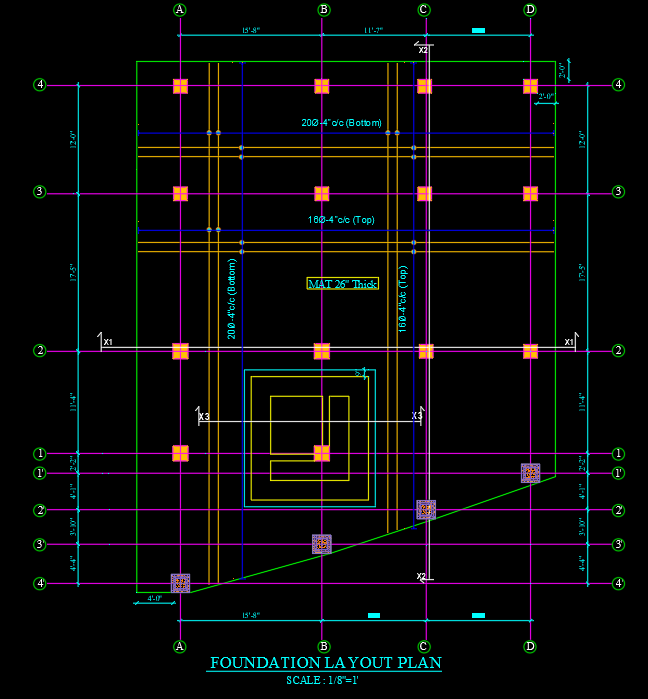 A B C D
15'-8" 11'-7"
X2
2'-0"
4 4
2'-0"
20Ø-4"c/c (Bottom)
12'-0" 12'-0"
3 3
16Ø-4"c/c (Top)
20Ø-4"c/c (Bottom)
MAT 26" Thick
16Ø-4"c/c (Top)
17'-5" 17'-5"
X1 X1
2 2
11'-4" 11'-4"
X3 X3
1 1
2'-2" 2'-2"
1' 1'
4'-1" 4'-1"
2' 2'
3'-10" 3'-10"
3' 3'
4'-4" 4'-4"
X2
4 4
4'-0"
15'-8"
A B C D
FOUNDATION LAYOUT PLAN
SCALE : 1/8"=1'